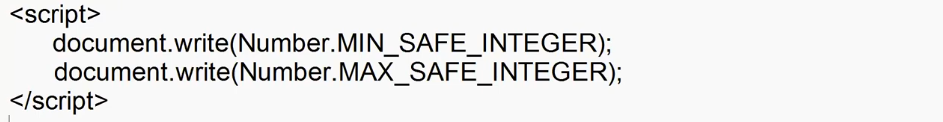 <script>
document.write(Number.MIN_SAFE_INTEGER);
document.write(Number.MAX_SAFE_INTEGER);
</script>